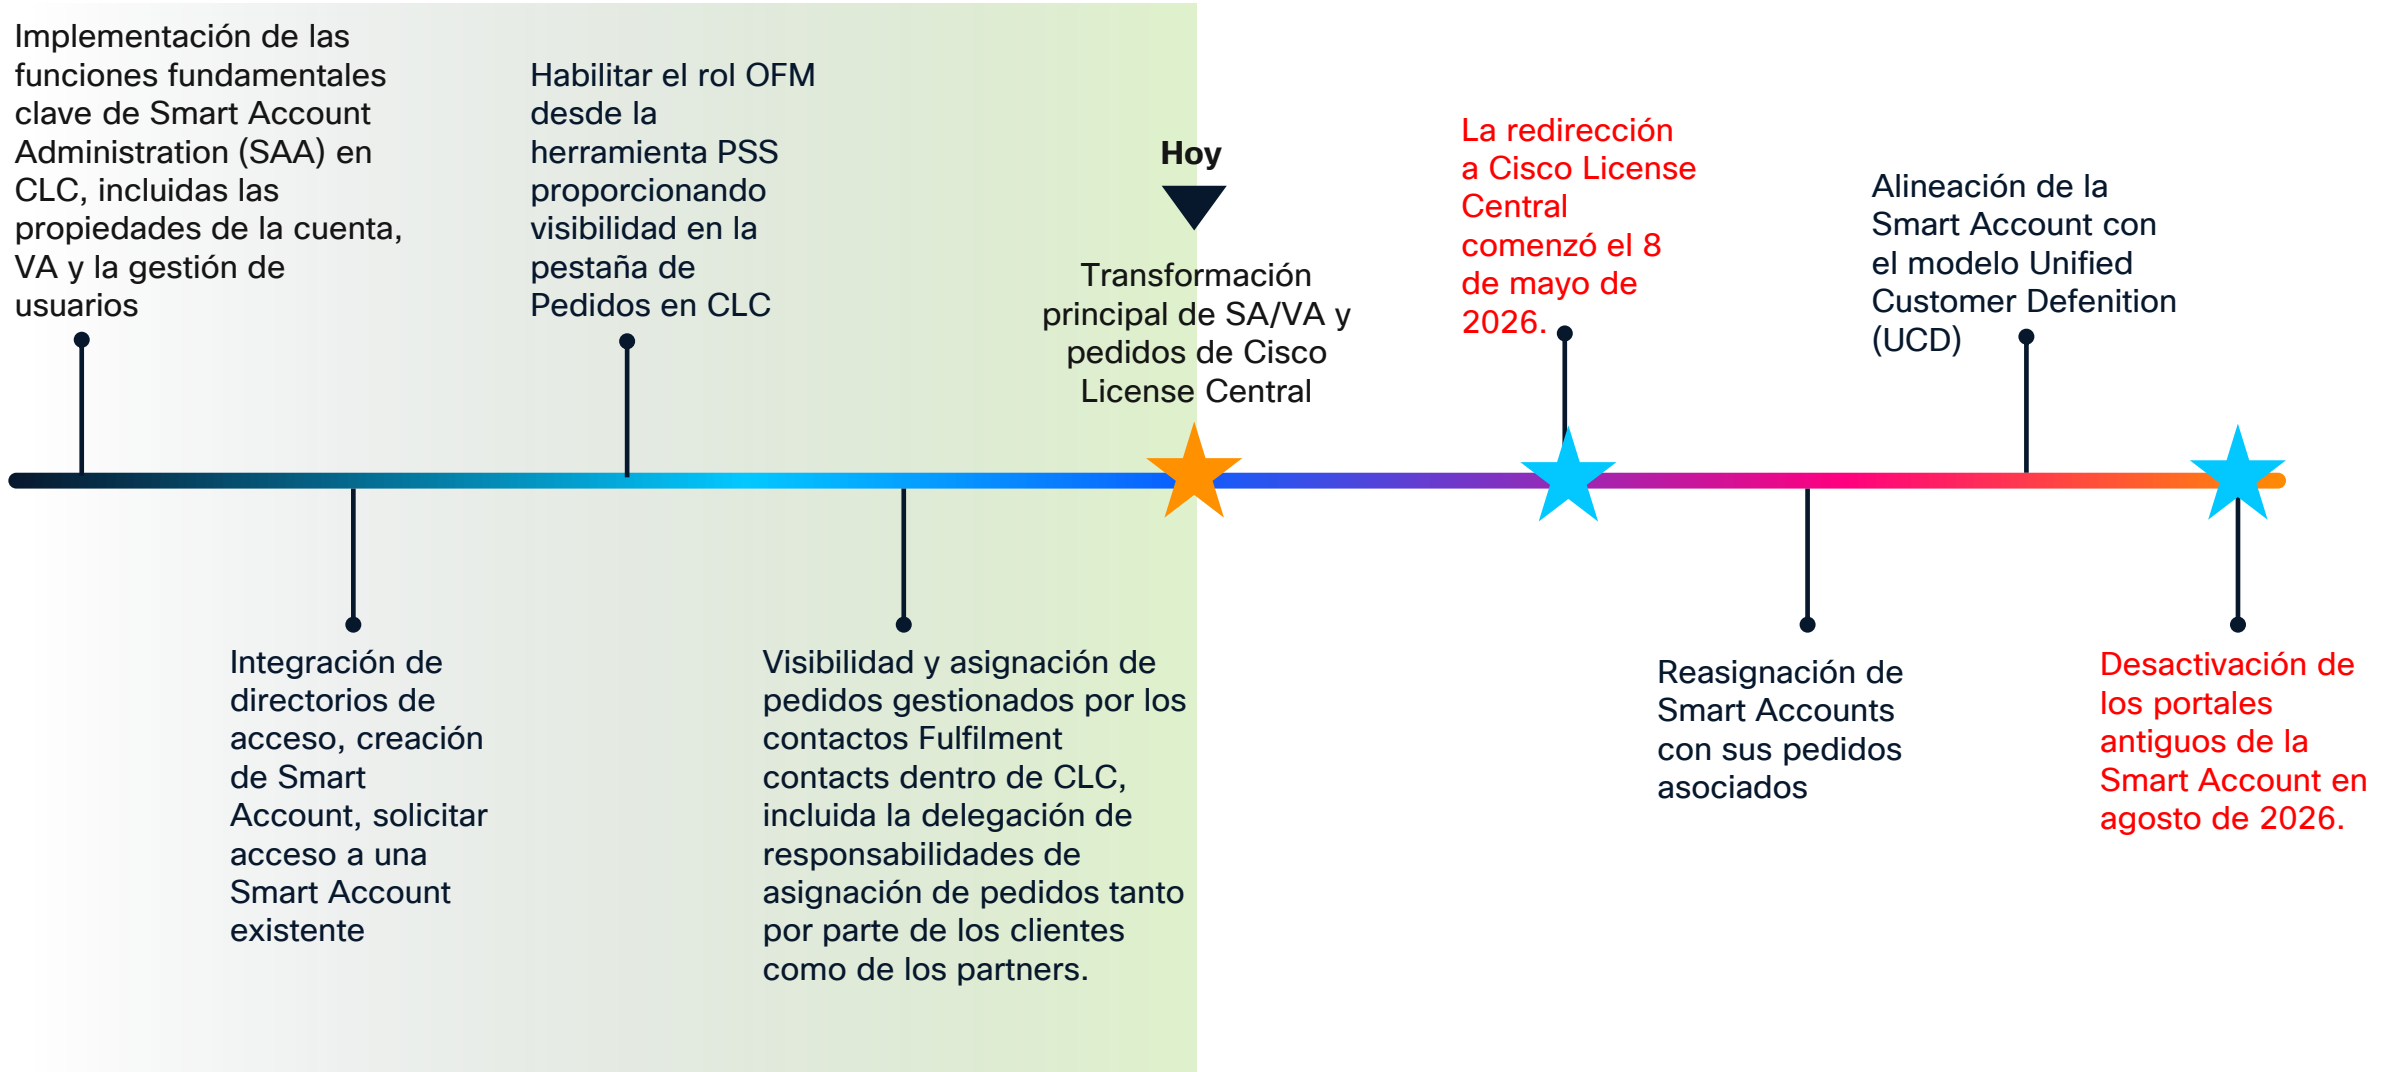 Implementación de las
funciones fundamentales
clave de Smart Account
Administration (SAA) en
CLC, incluidas las
propiedades de la cuenta,
VA y la gestión de
usuarios
Habilitar el rol OFM
desde la
herramienta PSS
proporcionando
visibilidad en la
pestaña de
Pedidos en CLC
Hoy
Transformación
principal de SA/VA y
pedidos de Cisco
License Central
La redirección
a Cisco License
Central
comenzó el 8
de mayo de
2026.
Alineación de la
Smart Account con
el modelo Unified
Customer Defenition
(UCD)
Integración de
directorios de
acceso, creación
de Smart
Account, solicitar
acceso a una
Smart Account
existente
Visibilidad y asignación de
pedidos gestionados por los
contactos Fulfilment
contacts dentro de CLC,
incluida la delegación de
responsabilidades de
asignación de pedidos tanto
por parte de los clientes
como de los partners.
Reasignación de
Smart Accounts
con sus pedidos
asociados
Desactivación de
los portales
antiguos de la
Smart Account en
agosto de 2026.